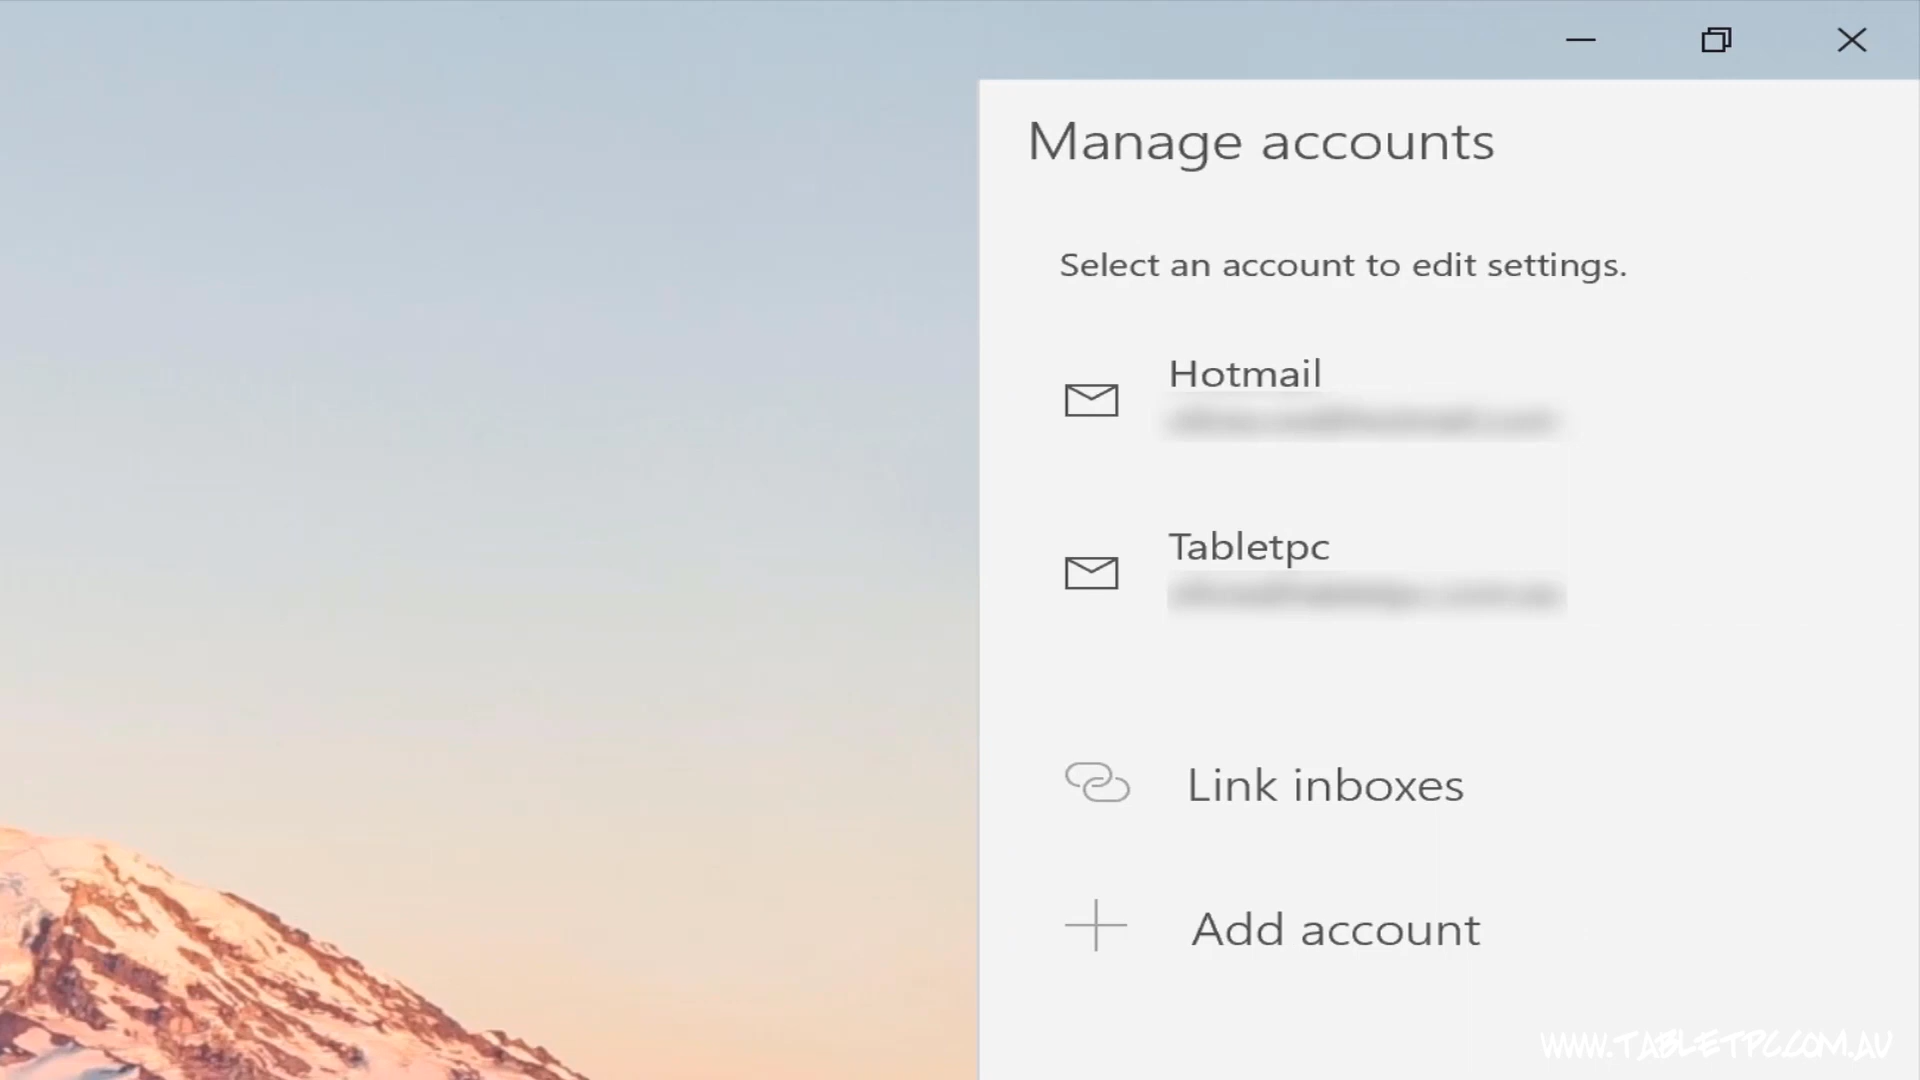 Manage accounts
Select an account to edit settings.
Hotmail
Tabletpc
Link inboxes
Add account
WWW.TABLETPC.COM.AU